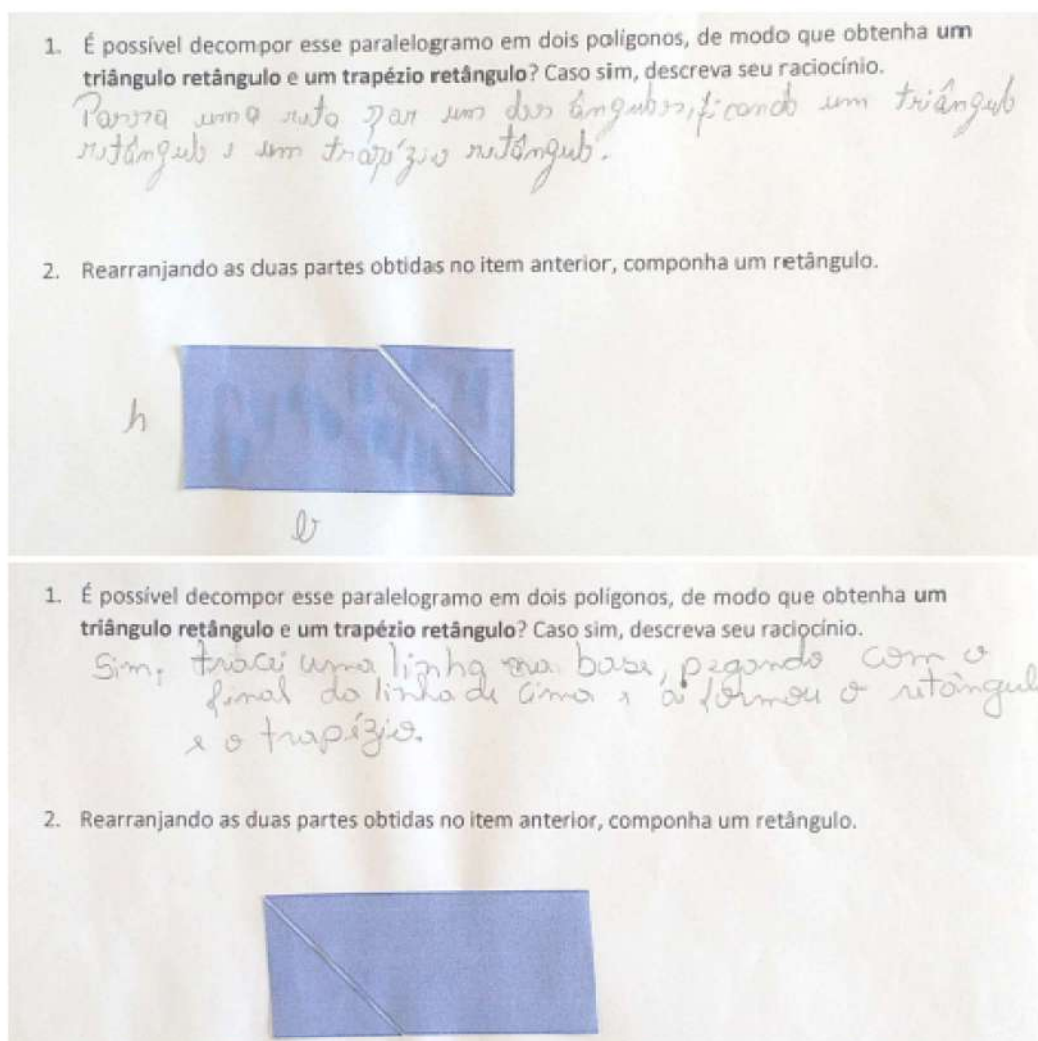 1. É possível decompor esse paralelogramo em dois polígonos, de modo que obtenha um
triângulo retângulo e um trapézio retângulo? Caso sim, descreva seu raciocínio.
uma reta por um dos ângulos, ficando um triângulo
retângulo e um trapézio retângulo.
2. Rearranjando as duas partes obtidas no item anterior, componha um retângulo.
h
b
1. É possível decompor esse paralelogramo em dois polígonos, de modo que obtenha um
triângulo retângulo e um trapézio retângulo? Caso sim, descreva seu raciocínio.
Sim, tracei uma linha na base, pegando com o
final da linha de cima, formou o retângul
e o trapézio.
2. Rearranjando as duas partes obtidas no item anterior, componha um retângulo.